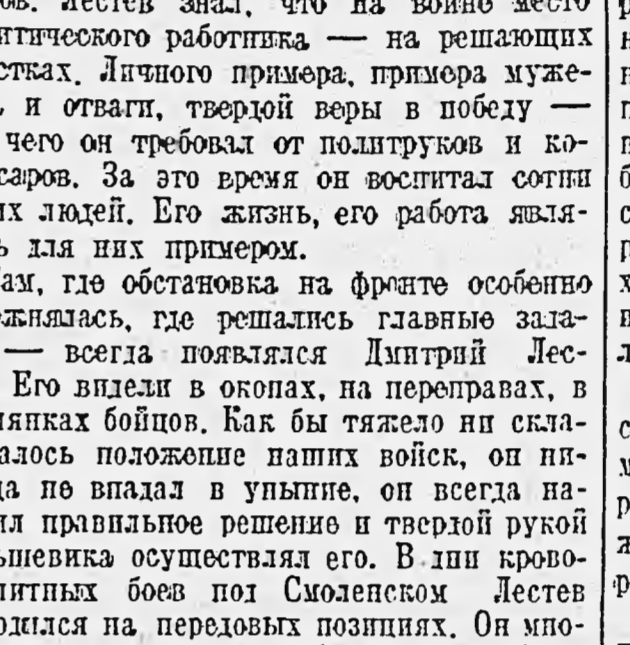 ов. Лестев знал, что на войне место
итического работника — на решающих
стках. Личного примера, примера муже-
, и отваги, твердой веры в победу —
чего он требовал от политруков и ко-
саров. За это время он воспитал сотни
их людей. Его жизнь, его работа явля-
ь для них примером.
ам, где обстановка на фронте особенно
ожнялась, где решались главные зада-
— всегда появлялся Дмитрий Лес-
Его видели в окопах, на переправах, в
лянках бойцов. Как бы тяжело ни скла-
алось положение наших войск, он ни-
да не впадал в уныние, он всегда на-
ил правильное решение и твердой рукой
ьшевика осуществлял его. В дни крово-
литных боев под Смоленском Лестев
одился на передовых позициях. Он мно-